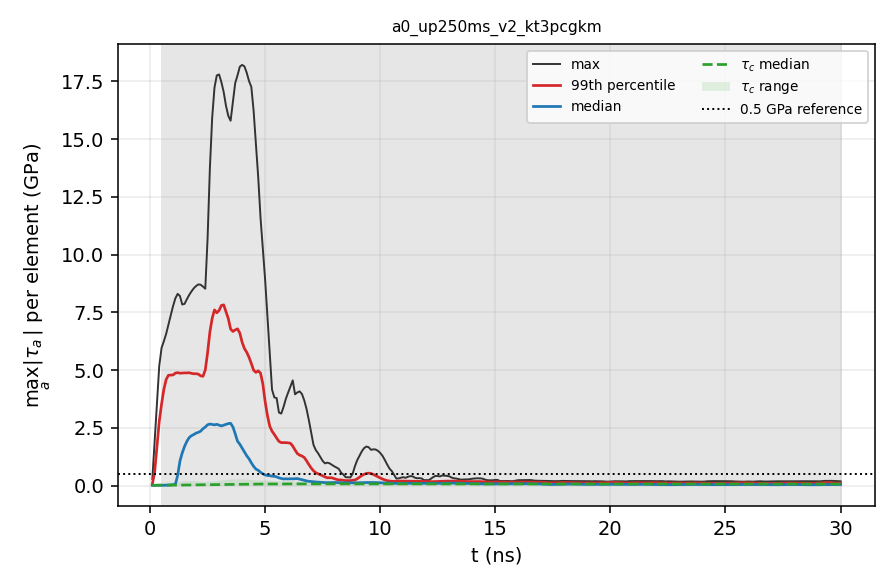 a0_up250ms_v2_kt3pcgkm
max
99th percentile
median
τc median
τc range
0.5 GPa reference
max|τa| per element (GPa)
a
17.5
15.0
12.5
10.0
7.5
5.0
2.5
0.0
0 5 10 15 20 25 30
t (ns)